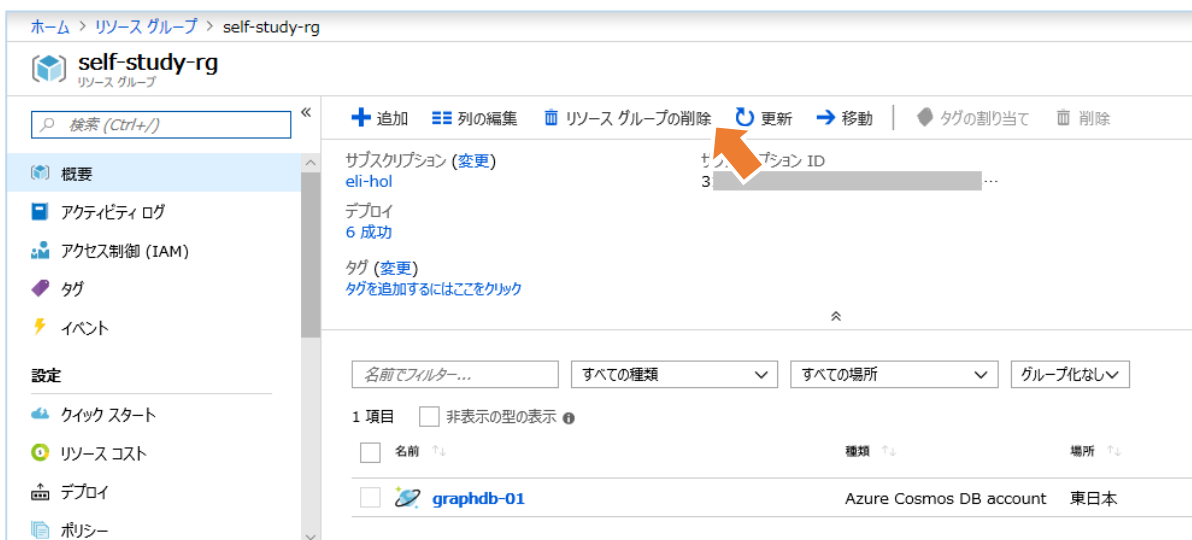 ホーム > リソース グループ > self-study-rg
self-study-rg
リソース グループ
検索 (Ctrl+/)
«
概要
アクティビティ ログ
アクセス制御 (IAM)
タグ
イベント
設定
クイック スタート
リソース コスト
デプロイ
ポリシー
追加 列の編集 リソース グループの削除 更新 移動 タグの割り当て 削除
サブスクリプション (変更)
eli-hol
ID
3 ...
デプロイ
6 成功
タグ (変更)
タグを追加するにはここをクリック
名前でフィルター... すべての種類 すべての場所 グループ化なし
1 項目 非表示の型の表示
名前 種類 場所
graphdb-01 Azure Cosmos DB account 東日本